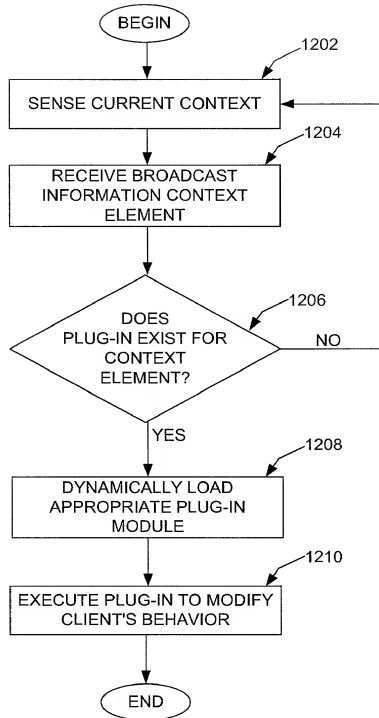 BEGIN
1202
SENSE CURRENT CONTEXT
1204
RECEIVE BROADCAST
INFORMATION CONTEXT
ELEMENT
1206
DOES
PLUG-IN EXIST FOR
CONTEXT
ELEMENT?
NO
YES
1208
DYNAMICALLY LOAD
APPROPRIATE PLUG-IN
MODULE
1210
EXECUTE PLUG-IN TO MODIFY
CLIENT'S BEHAVIOR
END